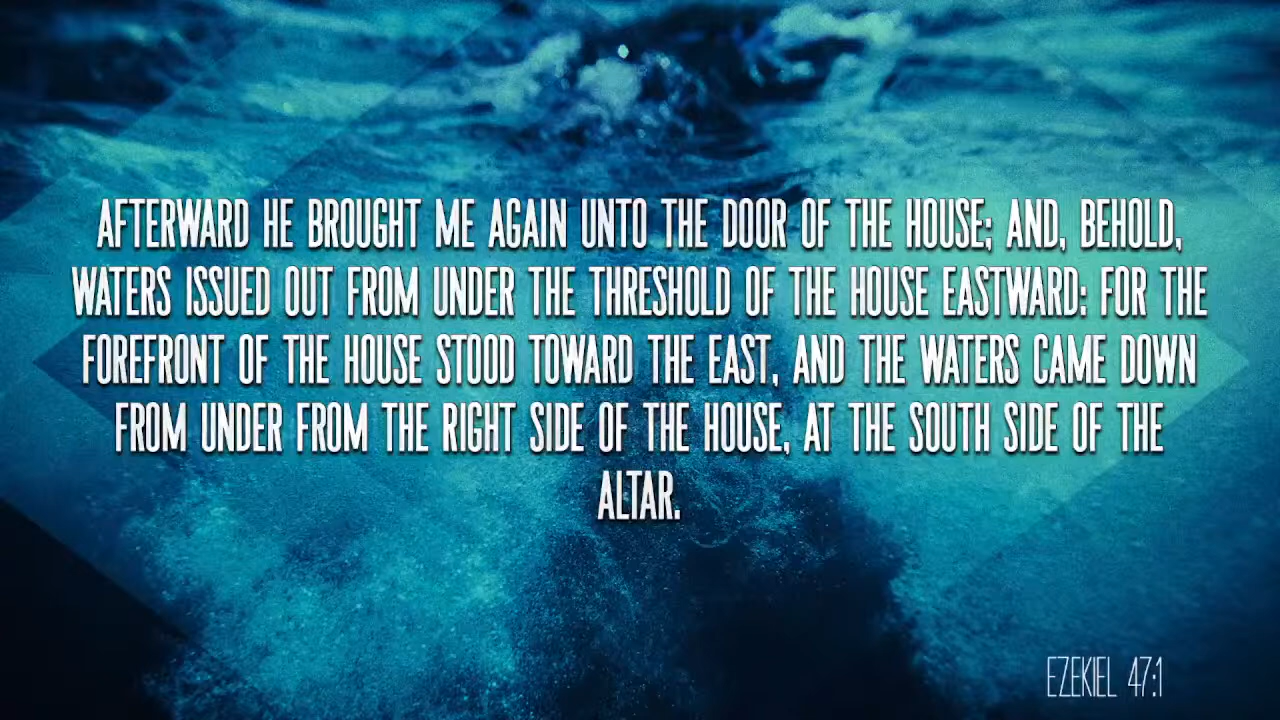 AFTERWARD HE BROUGHT ME AGAIN UNTO THE DOOR OF THE HOUSE; AND, BEHOLD,
WATERS ISSUED OUT FROM UNDER THE THRESHOLD OF THE HOUSE EASTWARD: FOR THE
FOREFRONT OF THE HOUSE STOOD TOWARD THE EAST, AND THE WATERS CAME DOWN
FROM UNDER FROM THE RIGHT SIDE OF THE HOUSE, AT THE SOUTH SIDE OF THE
ALTAR.
EZEKIEL 47:1